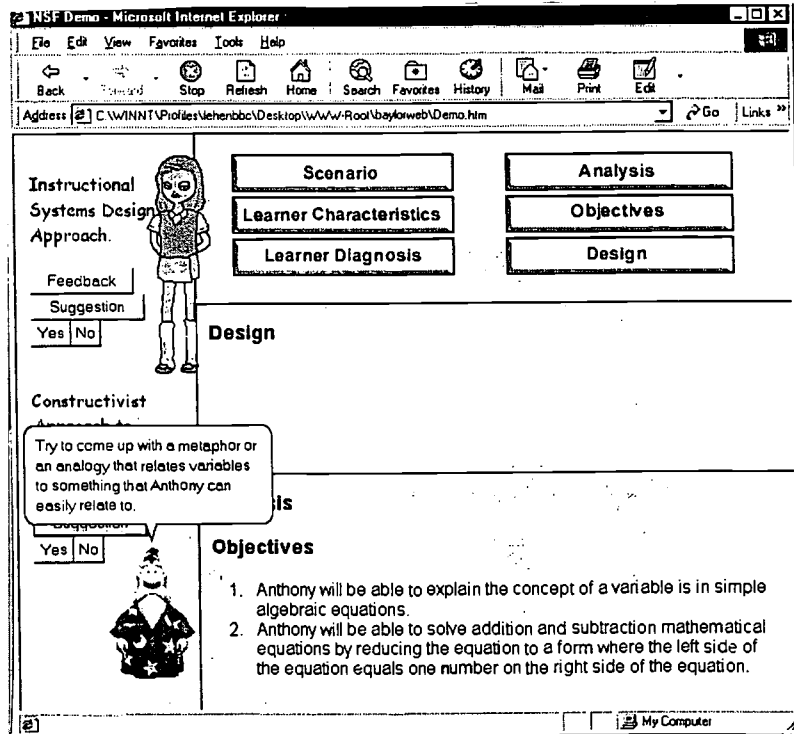 NSF Demo - Microsoft Internet Explorer
File Edit View Favorites Tools Help
Back Forward Stop Refresh Home Search Favorites History Mail Print Edit
Address C:\WINNT\Profiles\lehenbbc\Desktop\WWW-Root\baylorweb\Demo.htm Go Links »
Instructional
Systems Design
Approach.
Feedback
Suggestion
Yes No
Scenario
Learner Characteristics
Learner Diagnosis
Analysis
Objectives
Design
Design
Constructivist
Approach to
Try to come up with a metaphor or
an analogy that relates variables
to something that Anthony can
easily relate to.
Suggestion
Yes No
sis
Objectives
1. Anthony will be able to explain the concept of a variable is in simple
algebraic equations.
2. Anthony will be able to solve addition and subtraction mathematical
equations by reducing the equation to a form where the left side of
the equation equals one number on the right side of the equation.
My Computer